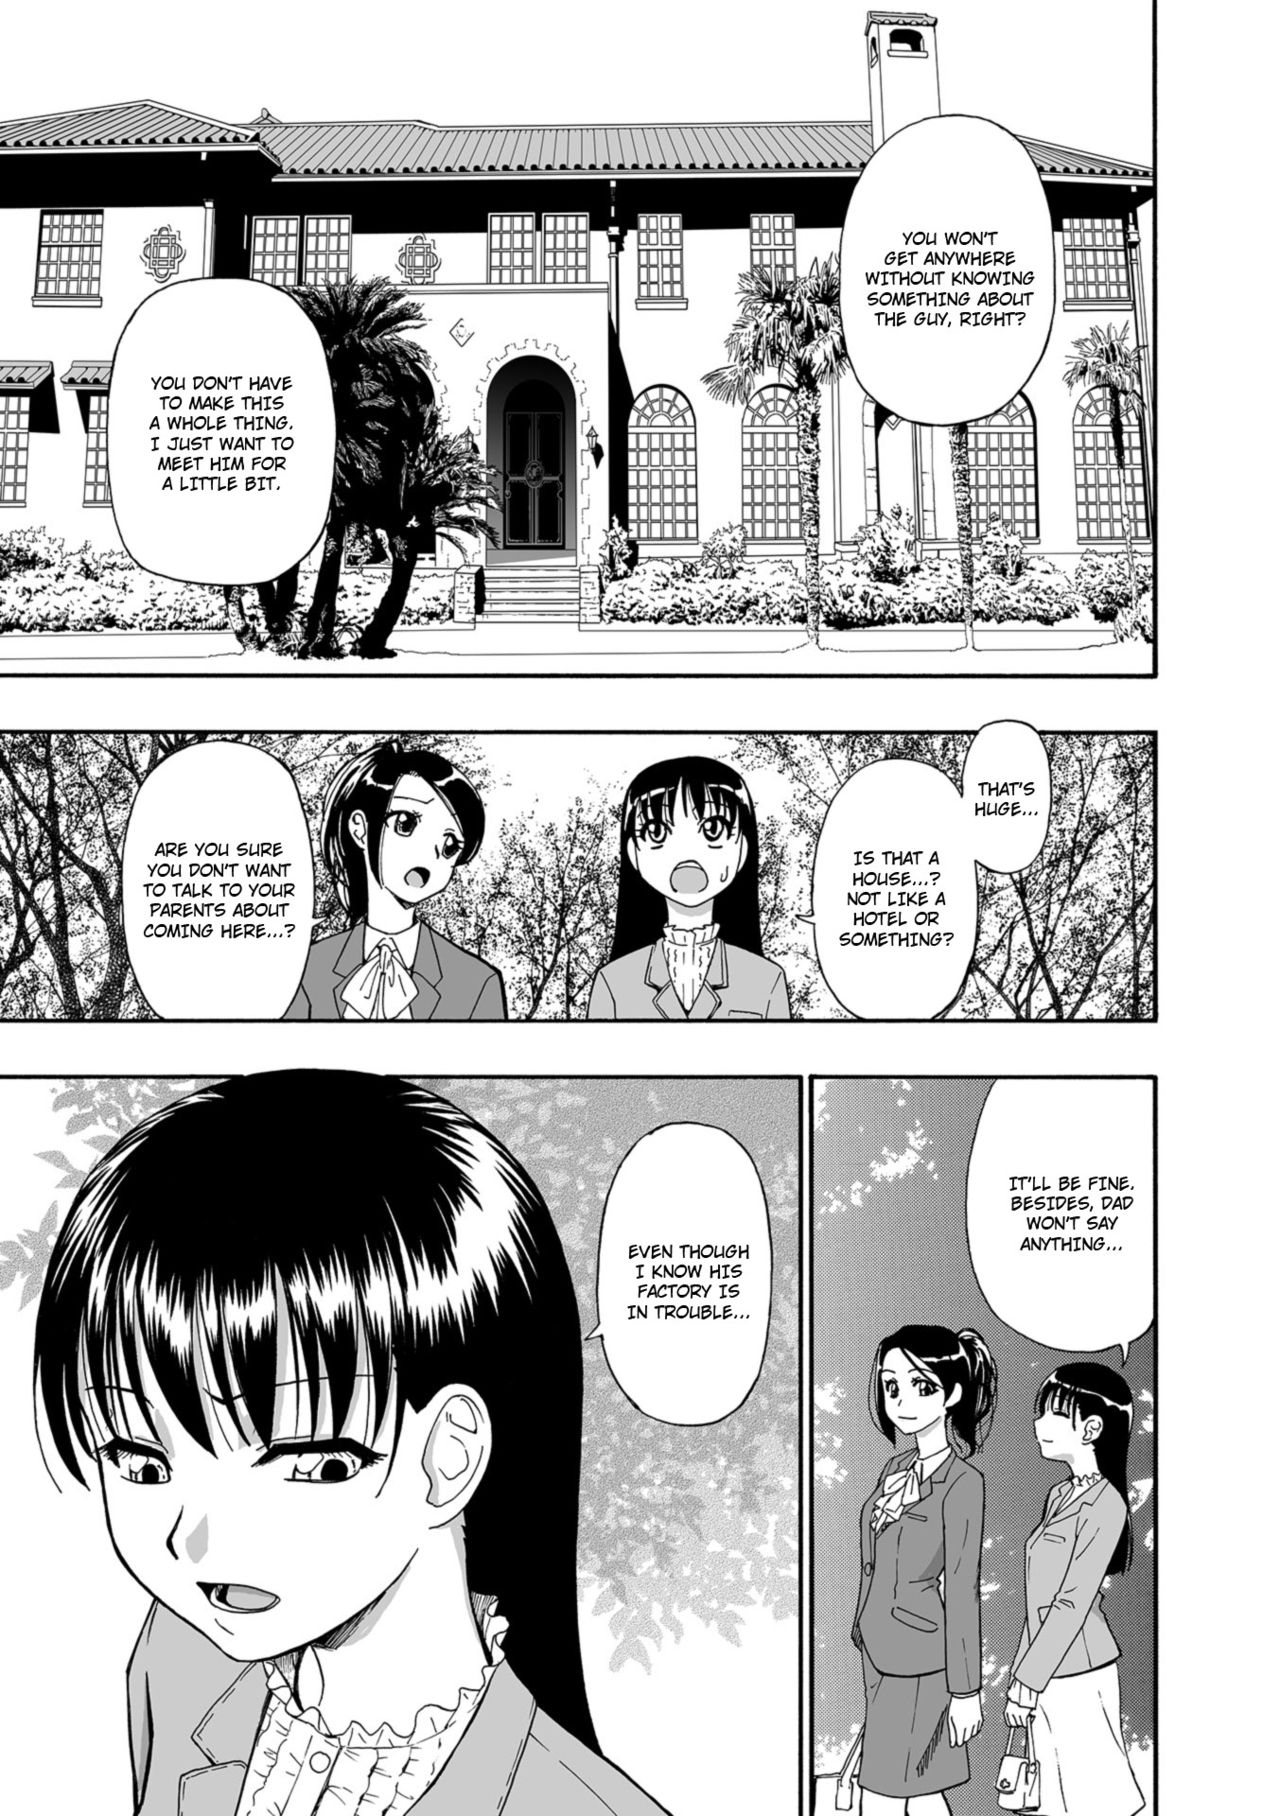 YOU WON'T
GET ANYWHERE
WITHOUT KNOWING
SOMETHING ABOUT
THE GUY, RIGHT?
YOU DON'T HAVE
TO MAKE THIS
A WHOLE THING.
I JUST WANT TO
MEET HIM FOR
A LITTLE BIT.
THAT'S
HUGE...
IS THAT A
HOUSE...?
NOT LIKE A
HOTEL OR
SOMETHING?
ARE YOU SURE
YOU DON'T WANT
TO TALK TO YOUR
PARENTS ABOUT
COMING HERE...?
IT'LL BE FINE.
BESIDES, DAD
WON'T SAY
ANYTHING...
EVEN THOUGH
I KNOW HIS
FACTORY IS
IN TROUBLE...